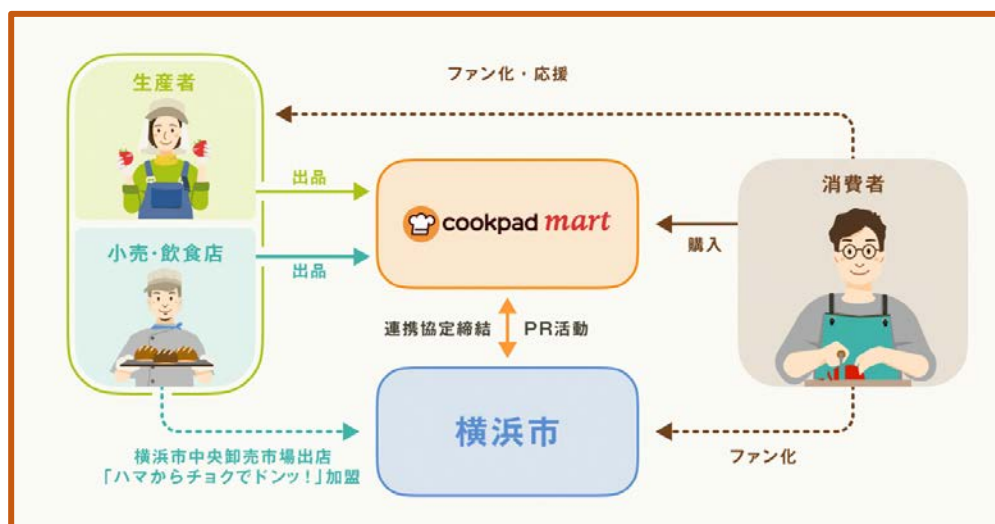 ファン化・応援
生産者
出品
消費者
cookpad mart
購入
小売・飲食店
出品
連携協定締結
PR活動
横浜市
横浜市中央卸売市場出店
「ハマからチョクでドンッ!」加盟
ファン化